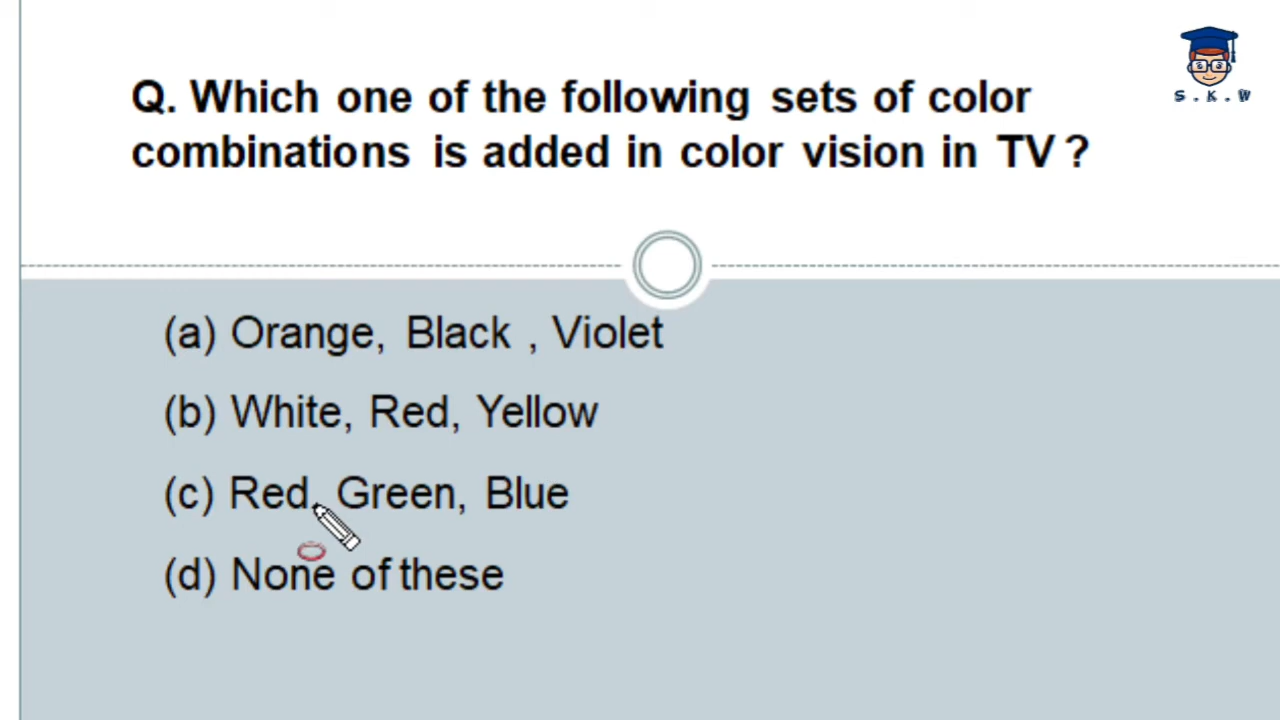 Q. Which one of the following sets of color
combinations is added in color vision in TV ?
S . K . W
(a) Orange, Black , Violet
(b) White, Red, Yellow
(c) Red, Green, Blue
(d) None of these